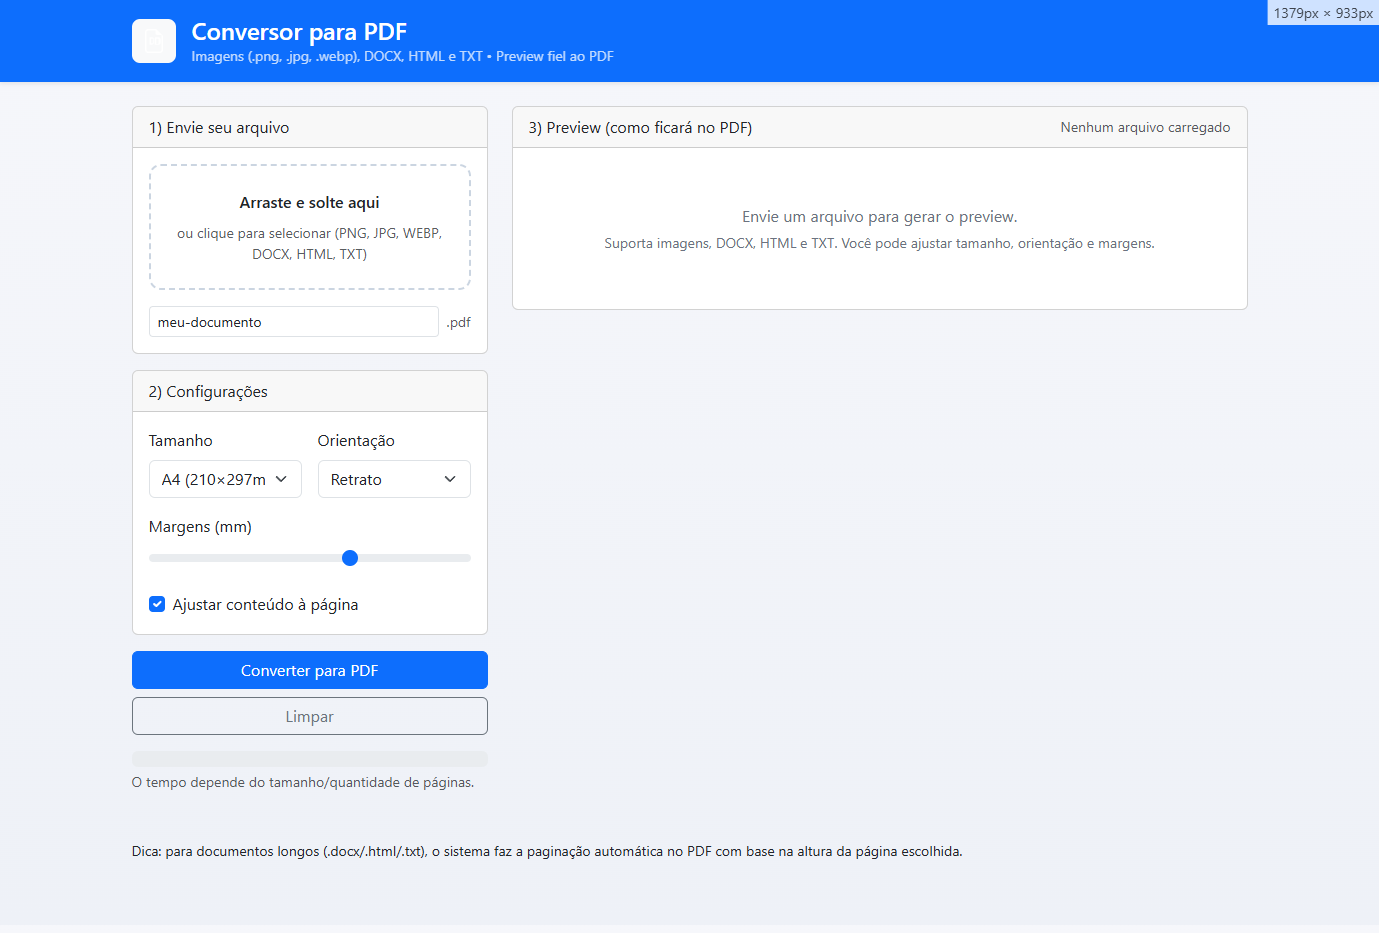 1379px × 933px
Conversor para PDF
Imagens (.png, .jpg, .webp), DOCX, HTML e TXT • Preview fiel ao PDF
1) Envie seu arquivo
Arraste e solte aqui
ou clique para selecionar (PNG, JPG, WEBP,
DOCX, HTML, TXT)
meu-documento .pdf
2) Configurações
Tamanho Orientação
A4 (210×297m Retrato
Margens (mm)
Ajustar conteúdo à página
Converter para PDF
Limpar
O tempo depende do tamanho/quantidade de páginas.
3) Preview (como ficará no PDF) Nenhum arquivo carregado
Envie um arquivo para gerar o preview.
Suporta imagens, DOCX, HTML e TXT. Você pode ajustar tamanho, orientação e margens.
Dica: para documentos longos (.docx/.html/.txt), o sistema faz a paginação automática no PDF com base na altura da página escolhida.